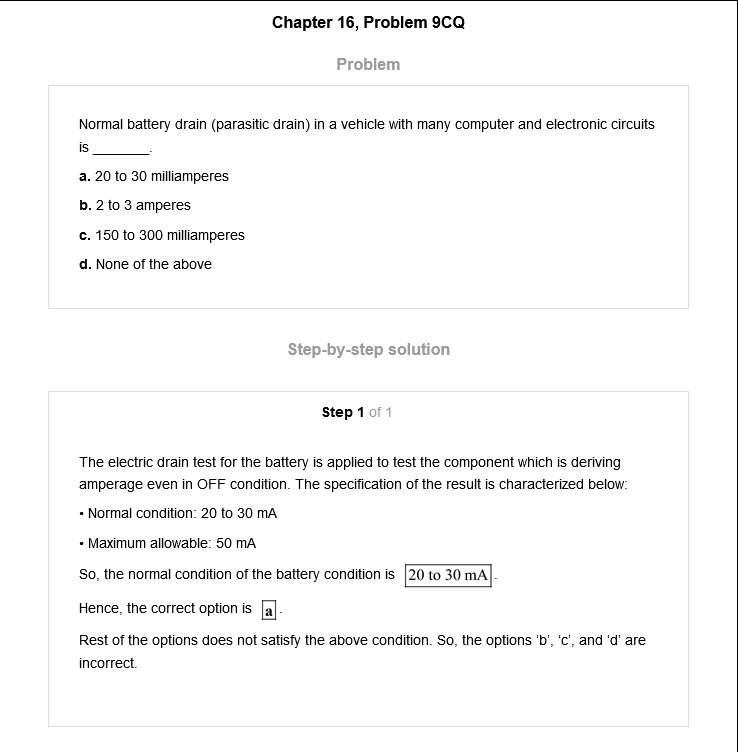 Chapter 16, Problem 9CQ
Problem
Normal battery drain (parasitic drain) in a vehicle with many computer and electronic circuits
is _______.
a. 20 to 30 milliamperes
b. 2 to 3 amperes
c. 150 to 300 milliamperes
d. None of the above
Step-by-step solution
Step 1 of 1
The electric drain test for the battery is applied to test the component which is deriving
amperage even in OFF condition. The specification of the result is characterized below:
• Normal condition: 20 to 30 mA
• Maximum allowable: 50 mA
So, the normal condition of the battery condition is 20 to 30 mA.
Hence, the correct option is a.
Rest of the options does not satisfy the above condition. So, the options ‘b’, ‘c’, and ‘d’ are
incorrect.